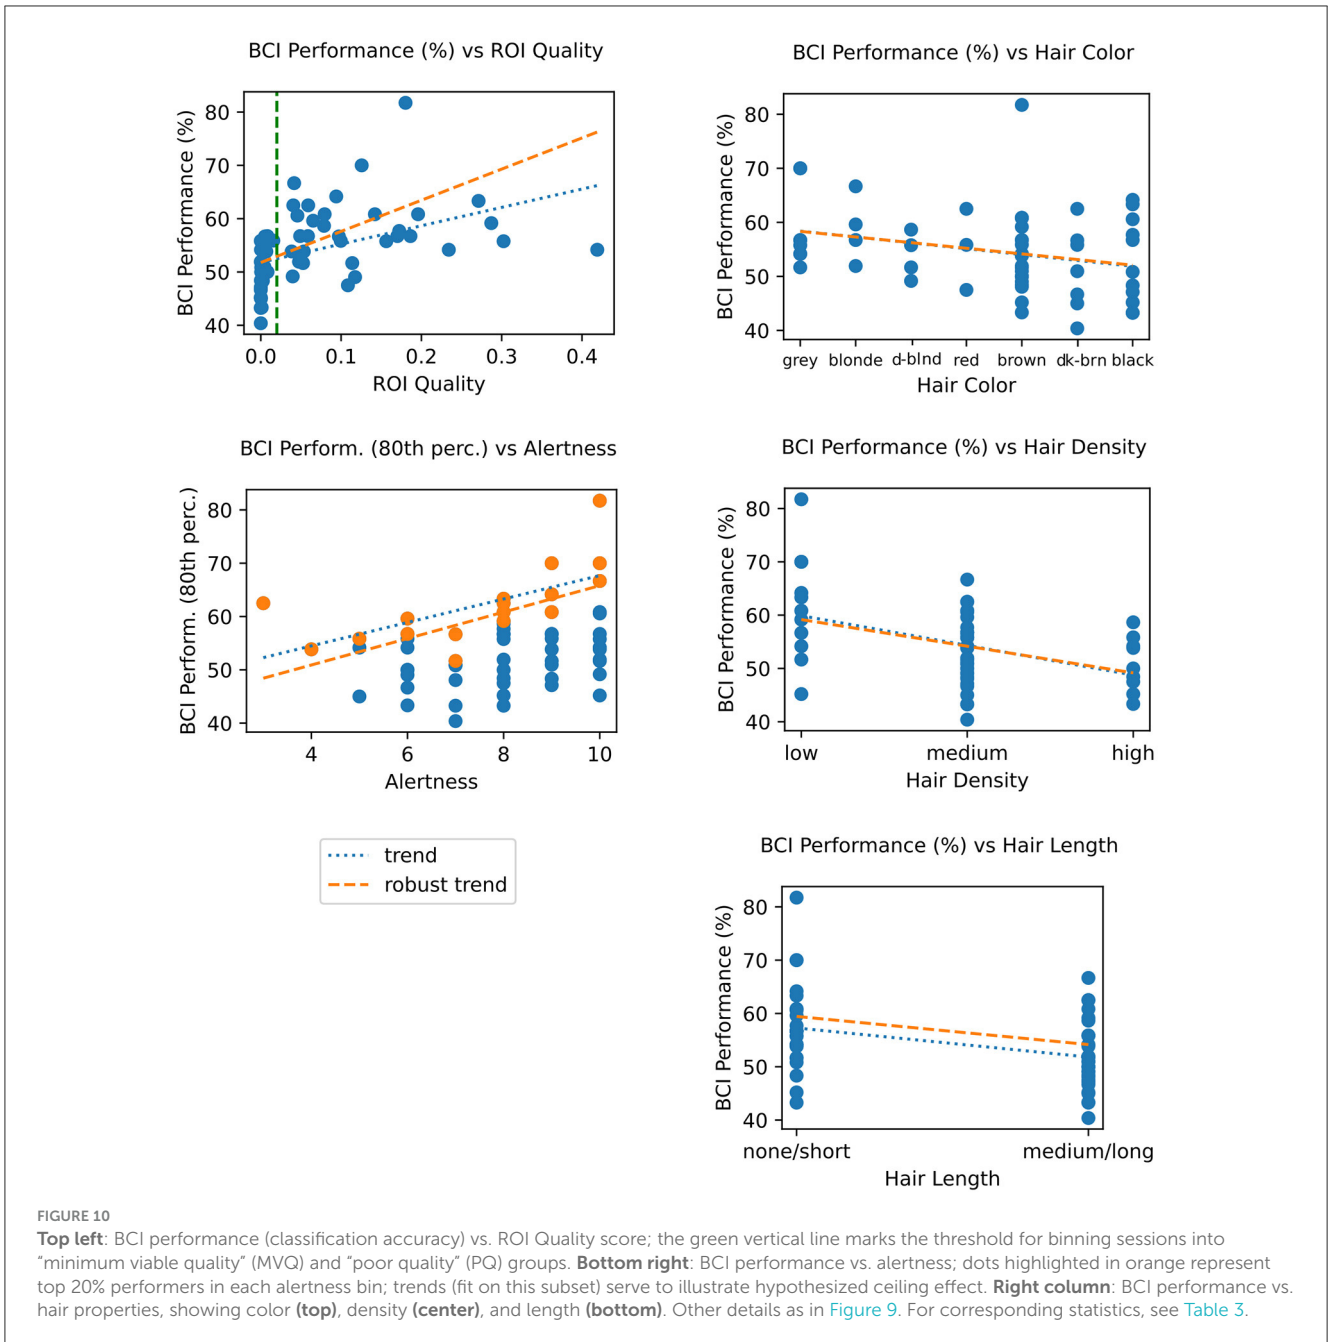 BCI Performance (%) vs ROI Quality
BCI Performance (%)
80
70
60
50
40
0.0 0.1 0.2 0.3 0.4
ROI Quality
BCI Performance (%) vs Hair Color
BCI Performance (%)
80
70
60
50
40
grey blonde d-blnd red brown dk-brn black
Hair Color
BCI Perform. (80th perc.) vs Alertness
BCI Perform. (80th perc.)
80
70
60
50
40
4 6 8 10
Alertness
BCI Performance (%) vs Hair Density
BCI Performance (%)
80
70
60
50
40
low medium high
Hair Density
trend
robust trend
BCI Performance (%) vs Hair Length
BCI Performance (%)
80
70
60
50
40
none/short medium/long
Hair Length
FIGURE 10
Top left: BCI performance (classification accuracy) vs. ROI Quality score; the green vertical line marks the threshold for binning sessions into
“minimum viable quality” (MVQ) and “poor quality” (PQ) groups. Bottom right: BCI performance vs. alertness; dots highlighted in orange represent
top 20% performers in each alertness bin; trends (fit on this subset) serve to illustrate hypothesized ceiling effect. Right column: BCI performance vs.
hair properties, showing color (top), density (center), and length (bottom). Other details as in Figure 9. For corresponding statistics, see Table 3.